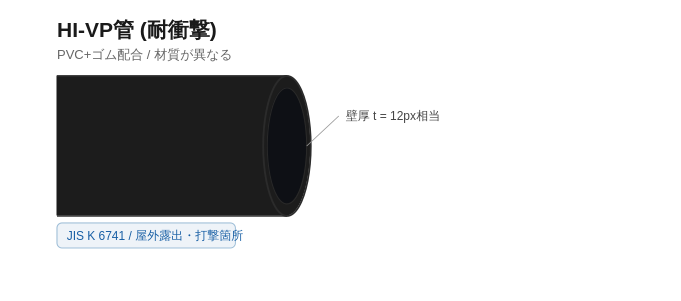 HI-VP管 (耐衝撃)
PVC+ゴム配合 / 材質が異なる
壁厚 t = 12px相当
JIS K 6741 / 屋外露出・打撃箇所